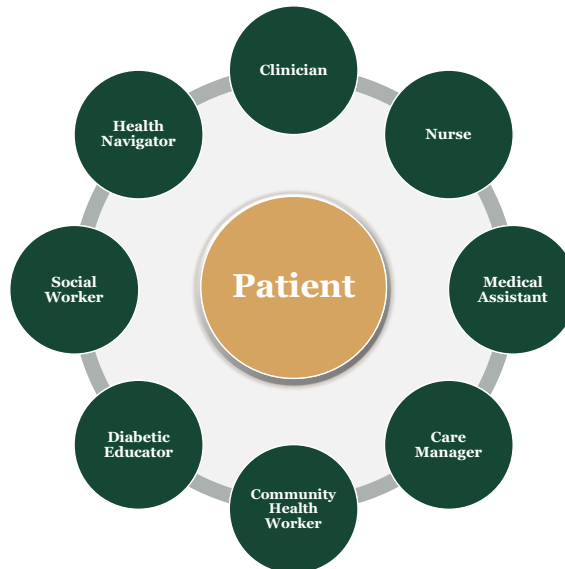 Clinician
Health
Navigator
Nurse
Social
Worker
Patient
Medical
Assistant
Diabetic
Educator
Care
Manager
Community
Health
Worker